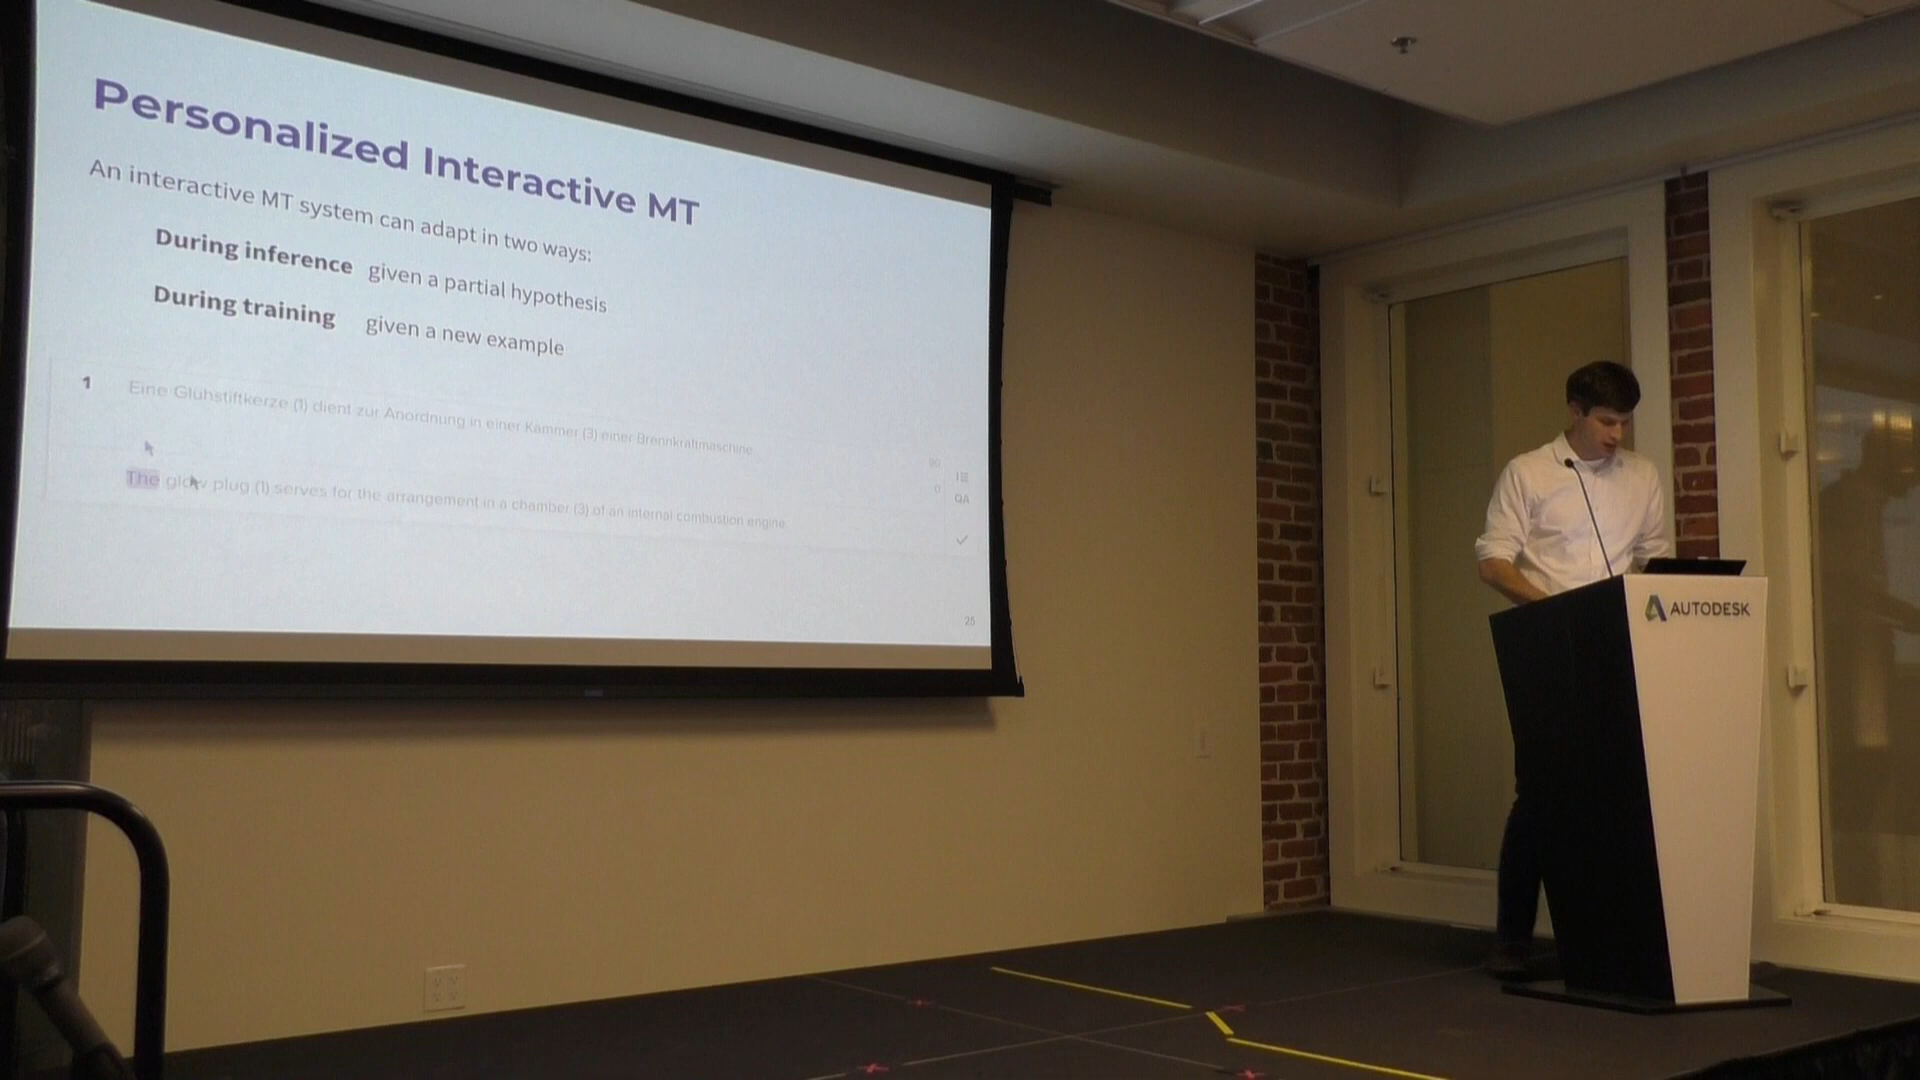 Personalized Interactive MT
An interactive MT system can adapt in two ways:
During inference given a partial hypothesis
During training given a new example
1 Eine Glühstiftkerze (1) dient zur Anordnung in einer Kammer (3) einer Brennkraftmaschine
The glow plug (1) serves for the arrangement in a chamber (3) of an internal combustion engine
QA
25
AUTODESK